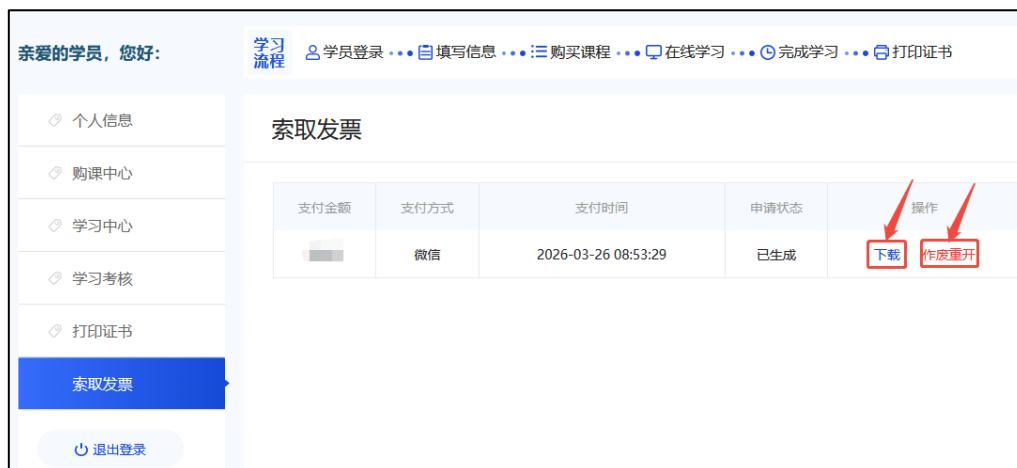 亲爱的学员，您好：
学习流程 学员登录 填写信息 购买课程 在线学习 完成学习 打印证书
个人信息
购课中心
学习中心
学习考核
打印证书
索取发票
退出登录
索取发票
支付金额 支付方式 支付时间 申请状态 操作
微信 2026-03-26 08:53:29 已生成 下载 作废重开